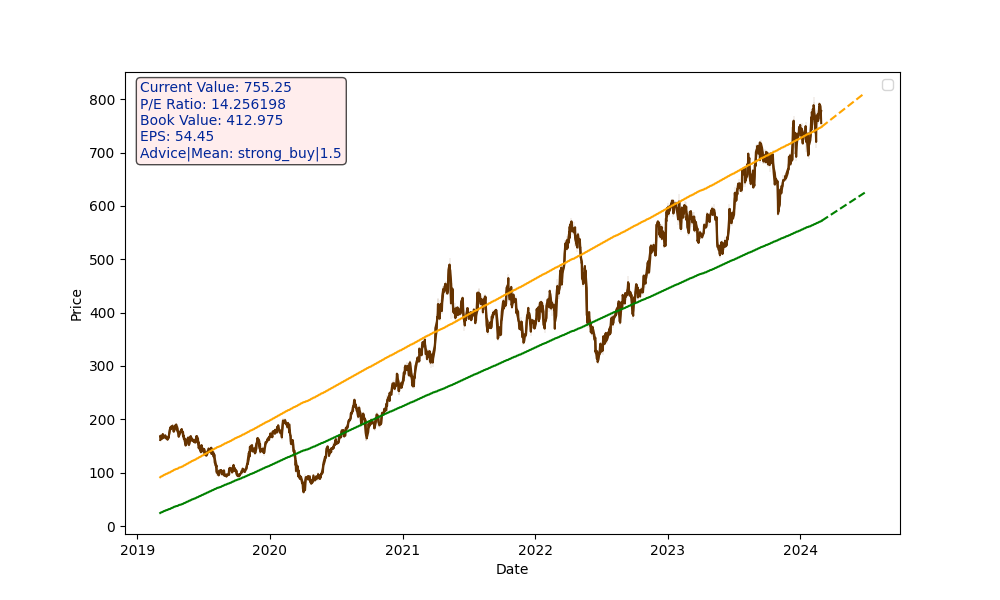 Current Value: 755.25
P/E Ratio: 14.256198
Book Value: 412.975
EPS: 54.45
Advice|Mean: strong_buy|1.5
800
700
600
500
400
300
200
100
0
Price
2019 2020 2021 2022 2023 2024
Date